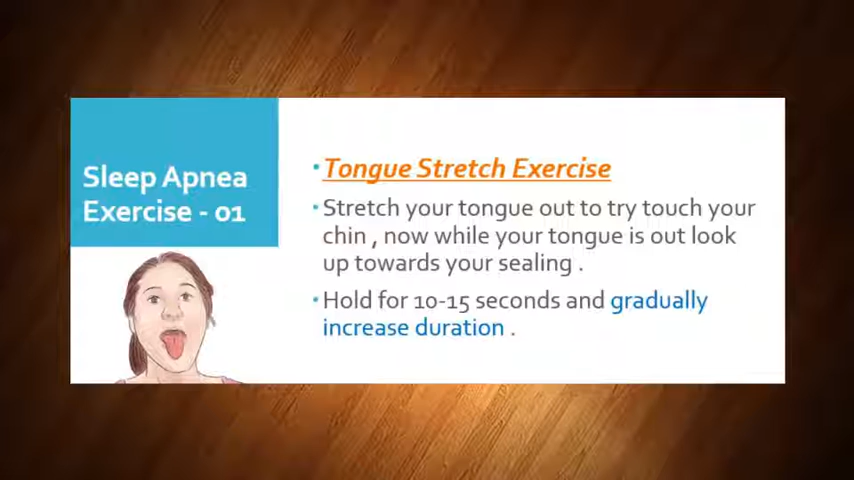 Sleep Apnea
Exercise - 01
Tongue Stretch Exercise
Stretch your tongue out to try touch your
chin , now while your tongue is out look
up towards your sealing .
Hold for 10-15 seconds and gradually
increase duration .